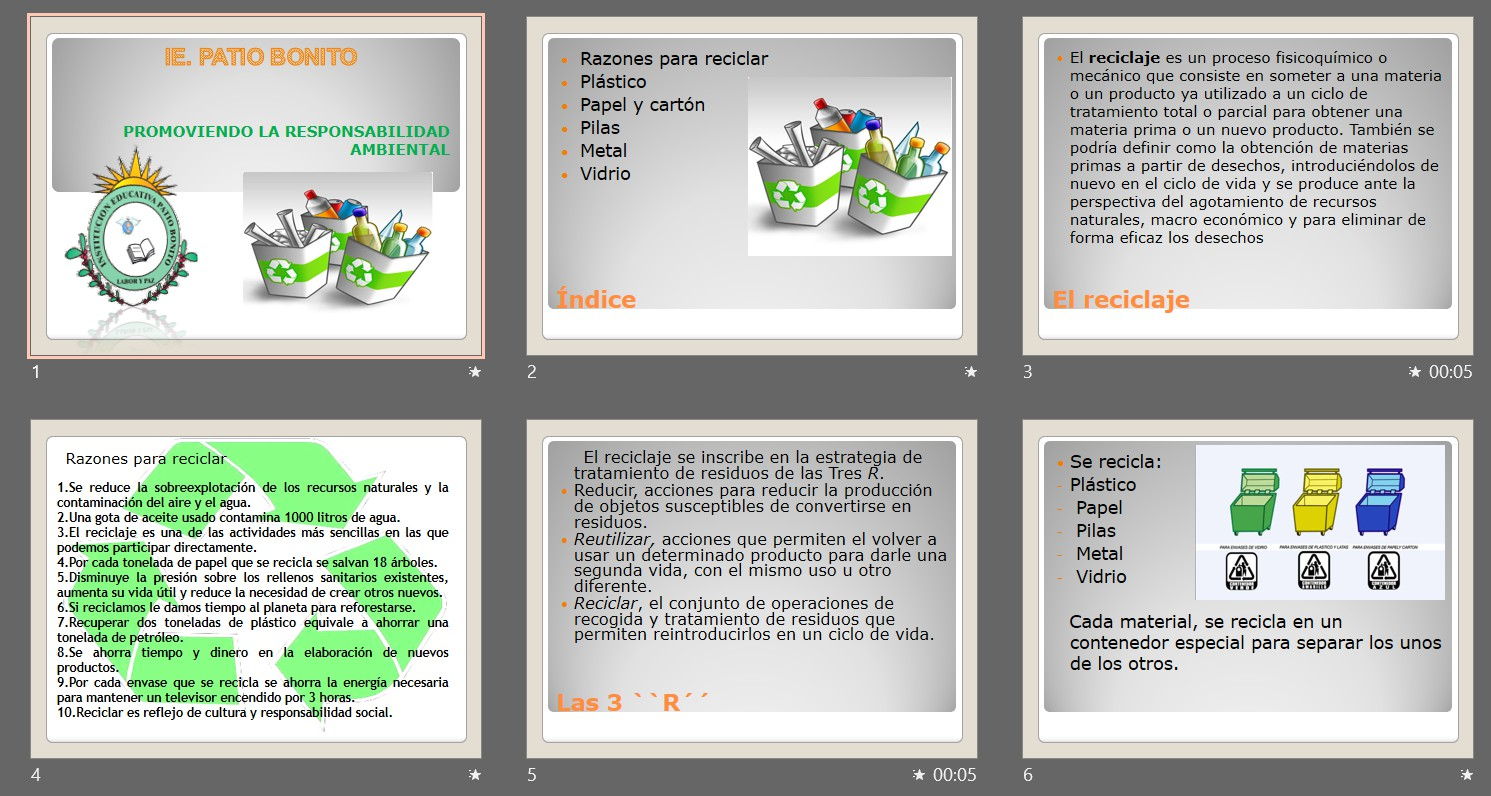 IE. PATIO BONITO
PROMOVIENDO LA RESPONSABILIDAD
AMBIENTAL
INSTITUCION EDUCATIVA PATIO BONITO
LABOR Y PAZ
1
Razones para reciclar
Plástico
Papel y cartón
Pilas
Metal
Vidrio
Índice
2
El reciclaje es un proceso fisicoquímico o
mecánico que consiste en someter a una materia
o un producto ya utilizado a un ciclo de
tratamiento total o parcial para obtener una
materia prima o un nuevo producto. También se
podría definir como la obtención de materias
primas a partir de desechos, introduciéndolos de
nuevo en el ciclo de vida y se produce ante la
perspectiva del agotamiento de recursos
naturales, macro económico y para eliminar de
forma eficaz los desechos
El reciclaje
3
00:05
Razones para reciclar
1.Se reduce la sobreexplotación de los recursos naturales y la
contaminación del aire y el agua.
2.Una gota de aceite usado contamina 1000 litros de agua.
3.El reciclaje es una de las actividades más sencillas en las que
podemos participar directamente.
4.Por cada tonelada de papel que se recicla se salvan 18 árboles.
5.Disminuye la presión sobre los rellenos sanitarios existentes,
aumenta su vida útil y reduce la necesidad de crear otros nuevos.
6.Si reciclamos le damos tiempo al planeta para reforestarse.
7.Recuperar dos toneladas de plástico equivale a ahorrar una
tonelada de petróleo.
8.Se ahorra tiempo y dinero en la elaboración de nuevos
productos.
9.Por cada envase que se recicla se ahorra la energía necesaria
para mantener un televisor encendido por 3 horas.
10.Reciclar es reflejo de cultura y responsabilidad social.
4
El reciclaje se inscribe en la estrategia de
tratamiento de residuos de las Tres R.
Reducir, acciones para reducir la producción
de objetos susceptibles de convertirse en
residuos.
Reutilizar, acciones que permiten el volver a
usar un determinado producto para darle una
segunda vida, con el mismo uso u otro
diferente.
Reciclar, el conjunto de operaciones de
recogida y tratamiento de residuos que
permiten reintroducirlos en un ciclo de vida.
Las 3 ``R´´
5
00:05
Se recicla:
- Plástico
- Papel
- Pilas
- Metal
- Vidrio
PARA ENVASES DE VIDRIO
PARA ENVASES DE PLASTICO Y LATAS
PARA ENVASES DE PAPEL Y CARTON
VERDE
AMARILLO
AZUL
Cada material, se recicla en un
contenedor especial para separar los unos
de los otros.
6